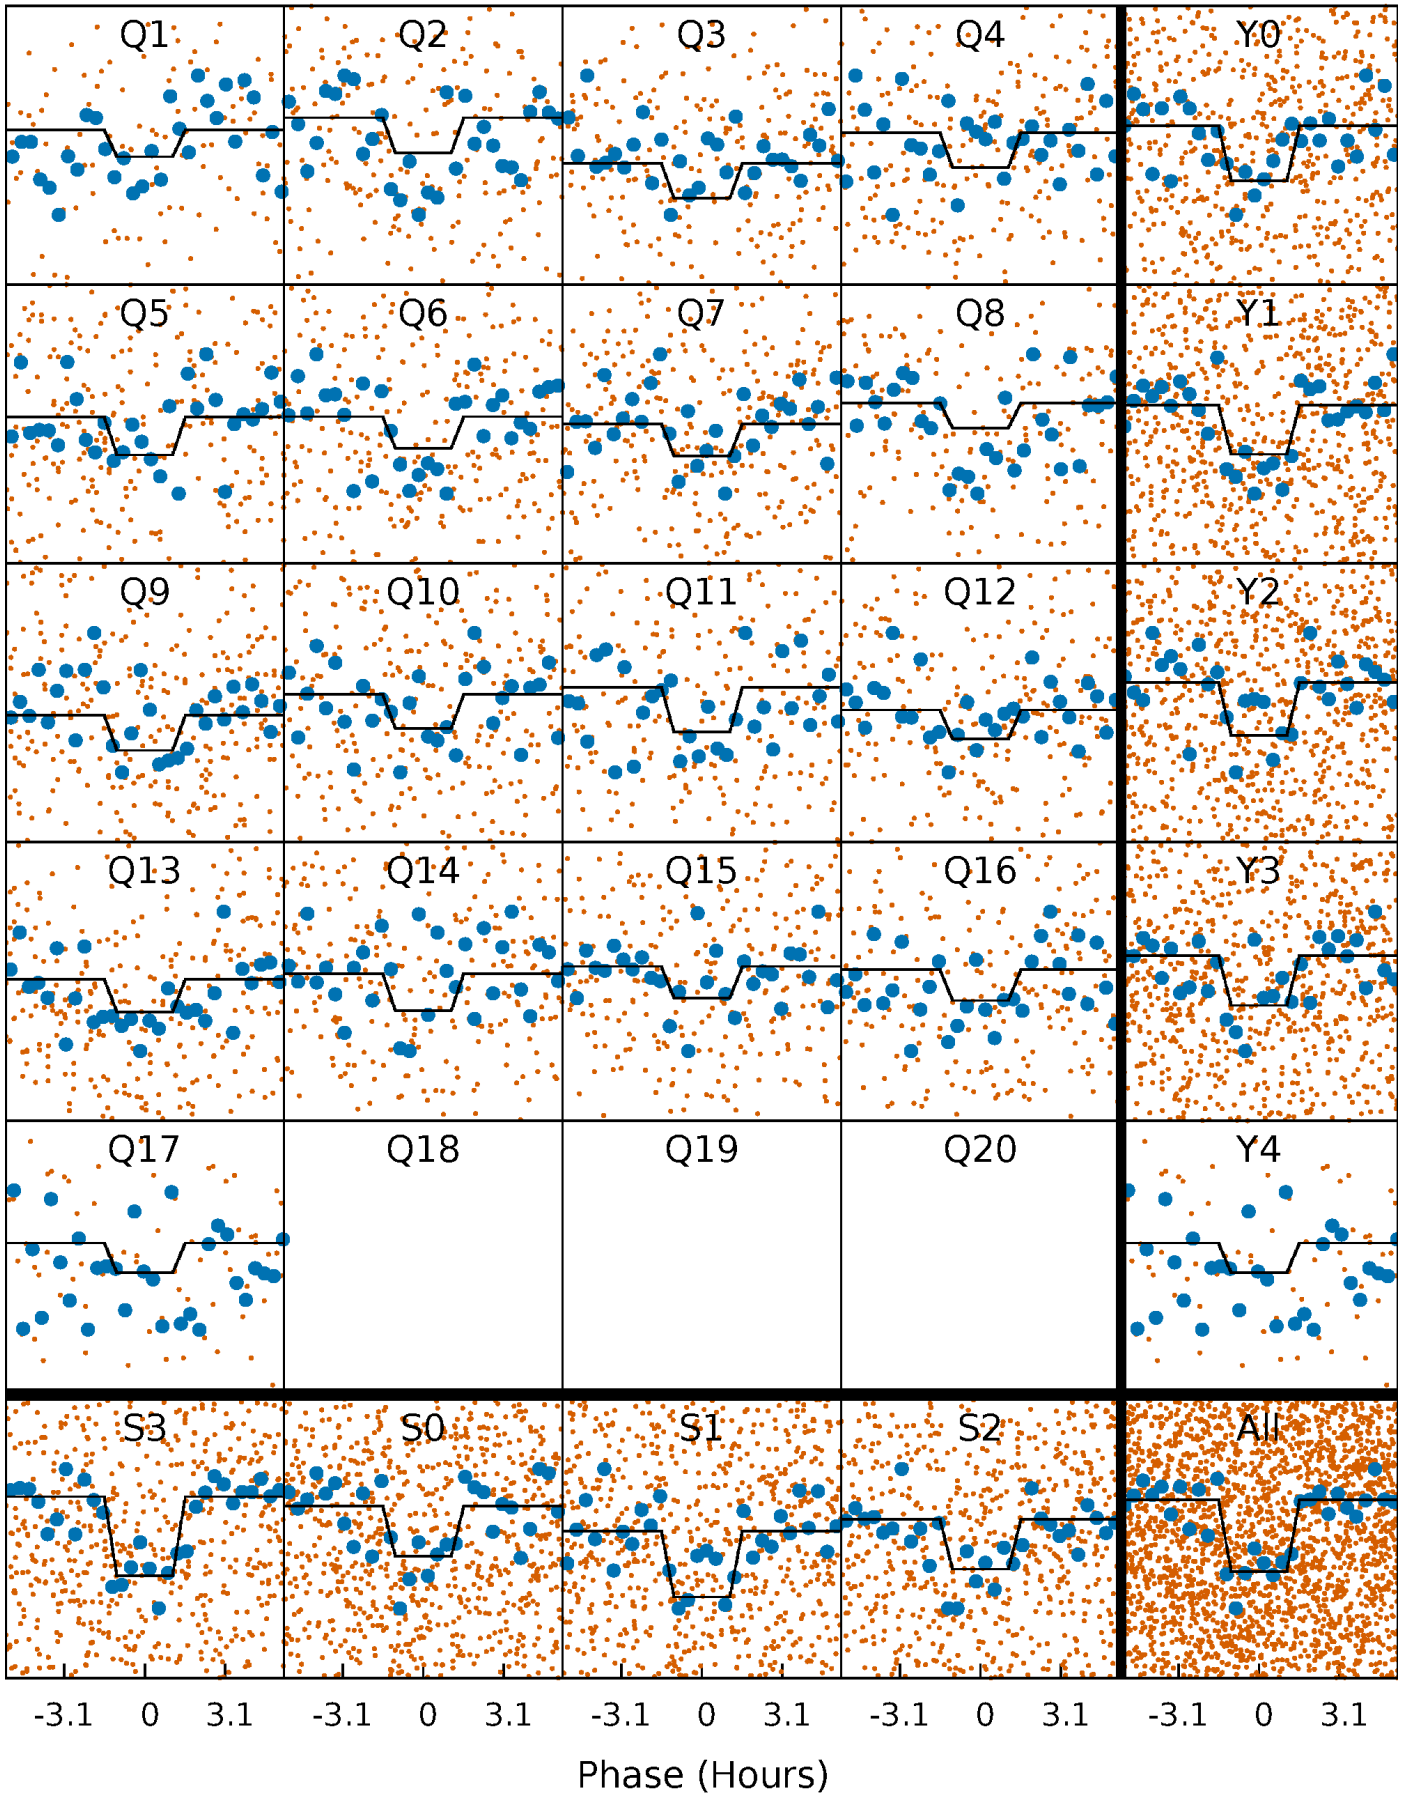 Q1 Q2 Q3 Q4 Y0
Q5 Q6 Q7 Q8 Y1
Q9 Q10 Q11 Q12 Y2
Q13 Q14 Q15 Q16 Y3
Q17 Q18 Q19 Q20 Y4
S3 S0 S1 S2 All
-3.1 0 3.1 -3.1 0 3.1 -3.1 0 3.1 -3.1 0 3.1 -3.1 0 3.1
Phase (Hours)